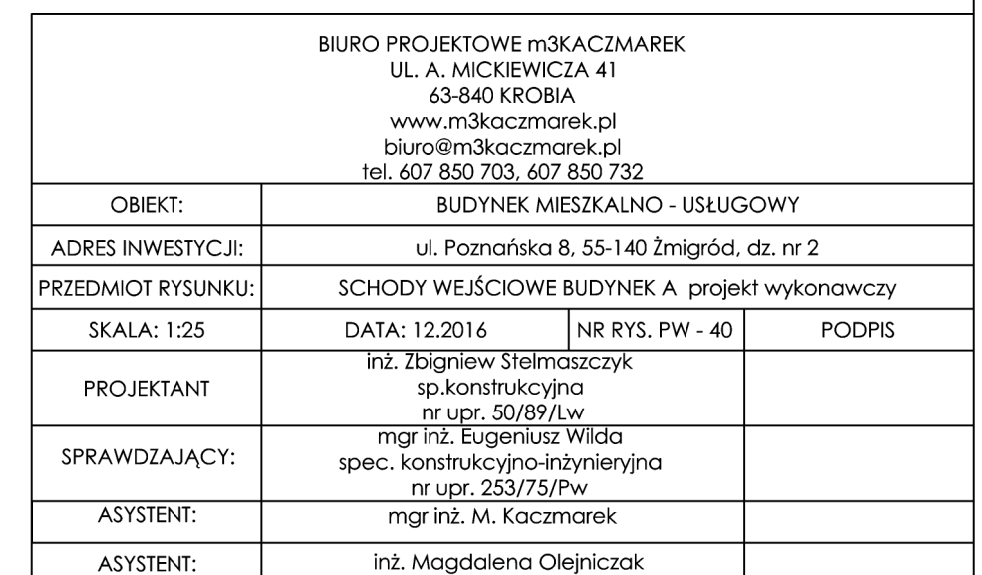 BIURO PROJEKTOWE m3KACZMAREK
UL. A. MICKIEWICZA 41
63-840 KROBIA
www.m3kaczmarek.pl
biuro@m3kaczmarek.pl
tel. 607 850 703, 607 850 732
OBIEKT: BUDYNEK MIESZKALNO - USŁUGOWY
ADRES INWESTYCJI: ul. Poznańska 8, 55-140 Żmigród, dz. nr 2
PRZEDMIOT RYSUNKU: SCHODY WEJŚCIOWE BUDYNEK A projekt wykonawczy
SKALA: 1:25 DATA: 12.2016 NR RYS. PW - 40 PODPIS
PROJEKTANT
inż. Zbigniew Stelmaszczyk
sp.konstrukcyjna
nr upr. 50/89/Lw
SPRAWDZAJĄCY:
mgr inż. Eugeniusz Wilda
spec. konstrukcyjno-inżynieryjna
nr upr. 253/75/Pw
ASYSTENT: mgr inż. M. Kaczmarek
ASYSTENT: inż. Magdalena Olejniczak